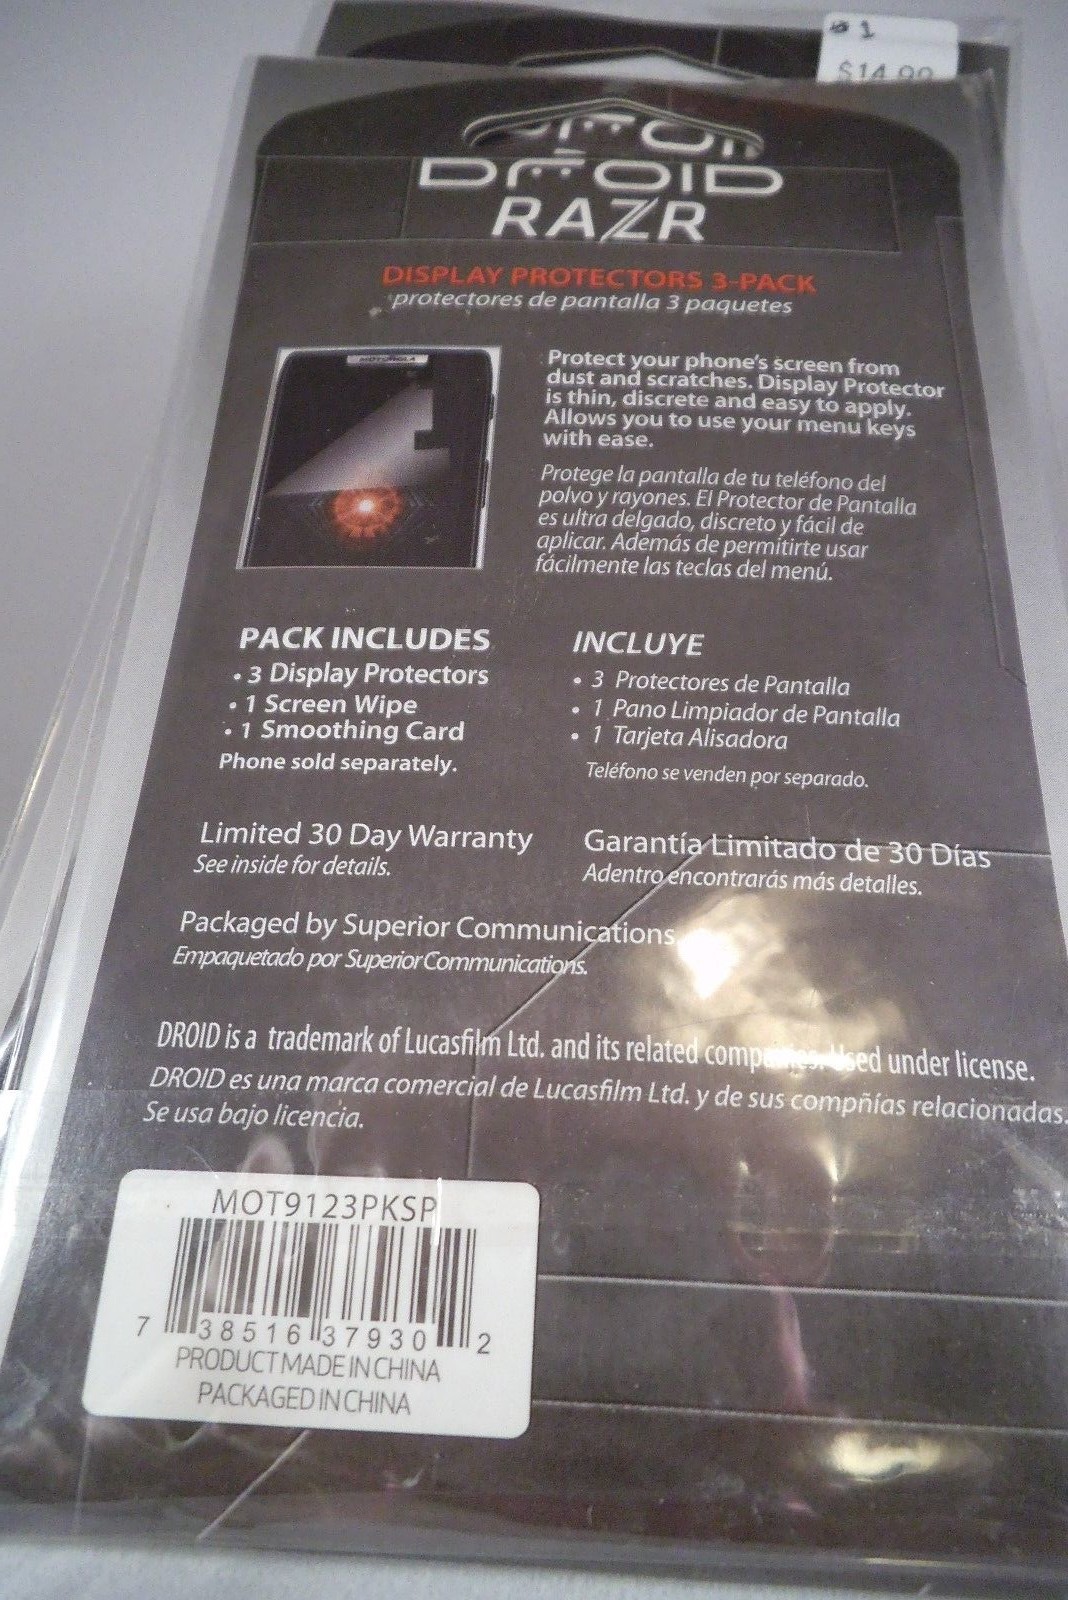 1
$14.99
DROID
RAZR
DISPLAY PROTECTORS 3-PACK
protectores de pantalla 3 paquetes
MOTOROLA
Protect your phone's screen from
dust and scratches. Display Protector
is thin, discrete and easy to apply.
Allows you to use your menu keys
with ease.
Protege la pantalla de tu teléfono del
polvo y rayones. El Protector de Pantalla
es ultra delgado, discreto y fácil de
aplicar. Además de permitirte usar
fácilmente las teclas del menú.
PACK INCLUDES
• 3 Display Protectors
• 1 Screen Wipe
• 1 Smoothing Card
Phone sold separately.
INCLUYE
• 3 Protectores de Pantalla
• 1 Pano Limpiador de Pantalla
• 1 Tarjeta Alisadora
Teléfono se venden por separado.
Limited 30 Day Warranty
See inside for details.
Garantía Limitado de 30 Días
Adentro encontrarás más detalles.
Packaged by Superior Communications.
Empaquetado por Superior Communications.
DROID is a trademark of Lucasfilm Ltd. and its related companies. Used under license.
DROID es una marca comercial de Lucasfilm Ltd. y de sus compñías relacionadas.
Se usa bajo licencia.
MOT9123PKSP
7 38516 37930 2
PRODUCT MADE IN CHINA
PACKAGED IN CHINA